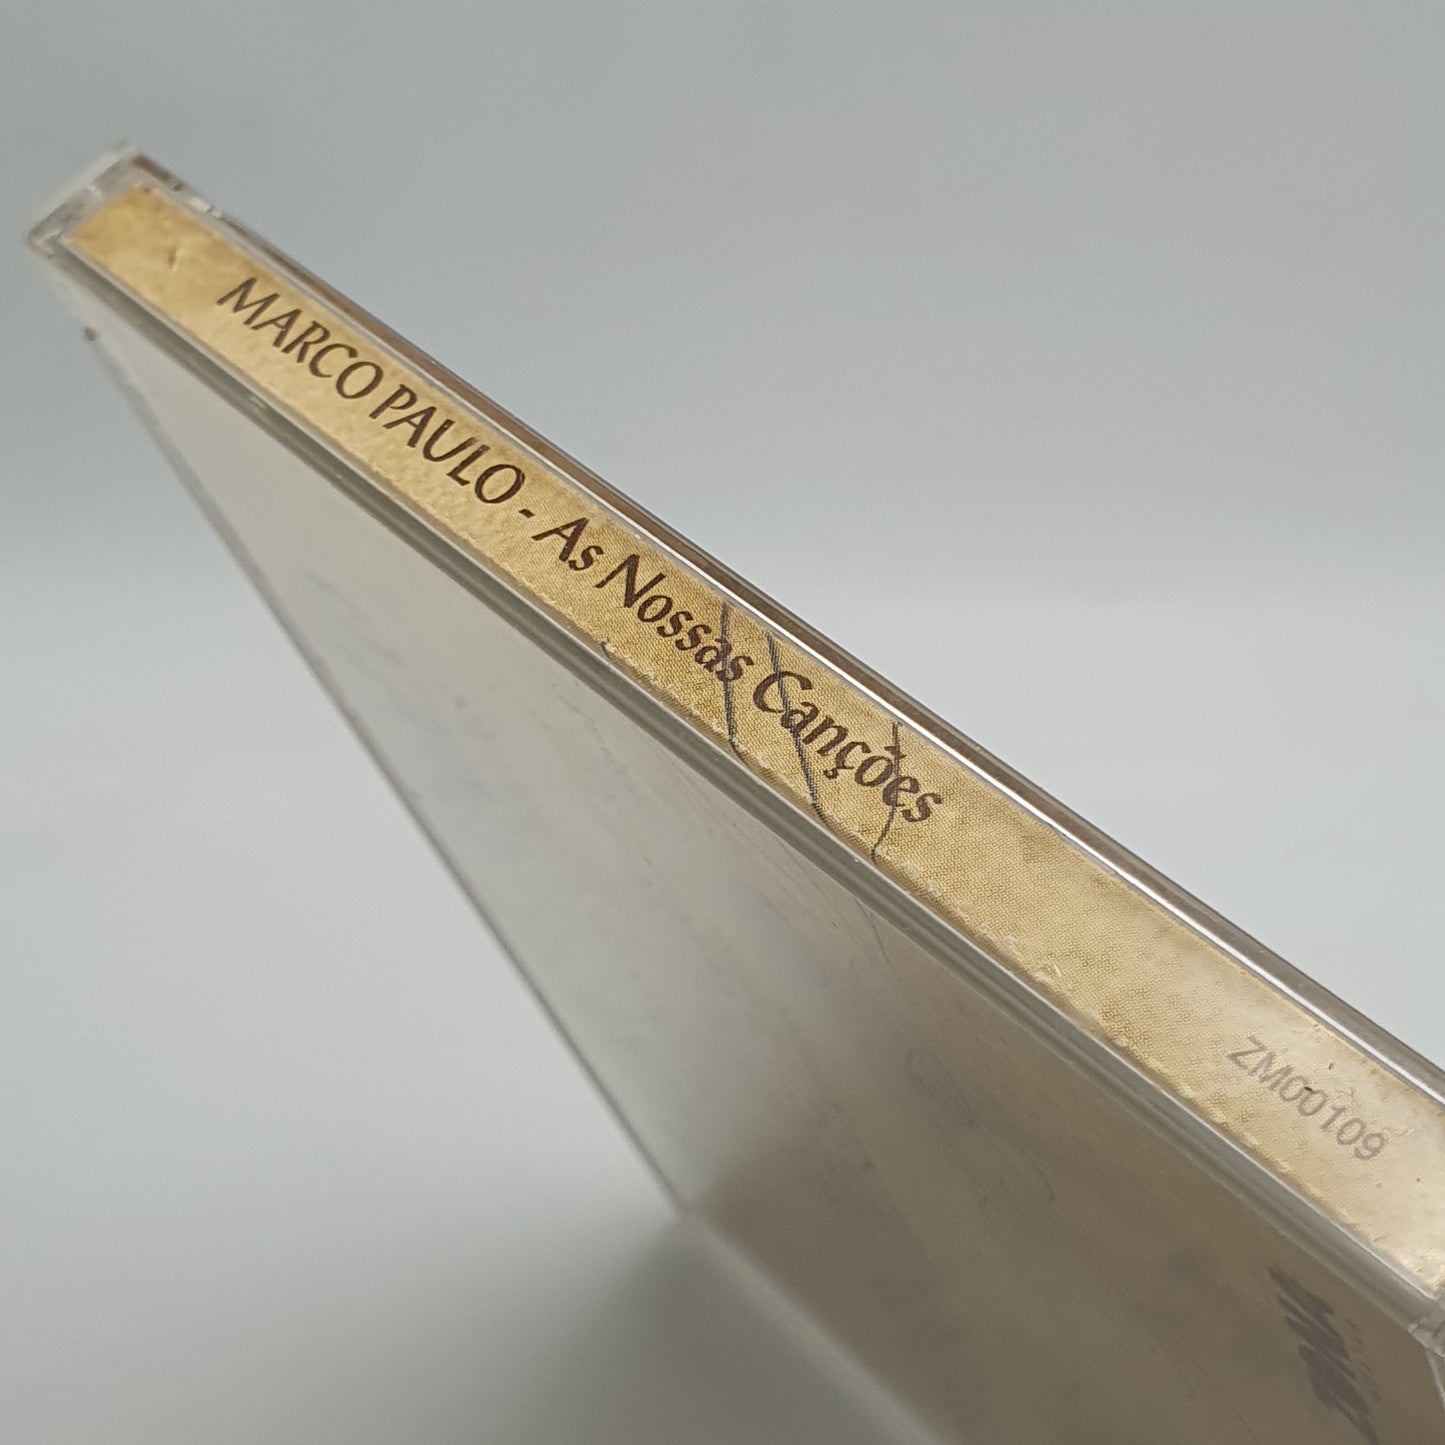 MARCO PAULO - As Nossas Canções
ZM00109